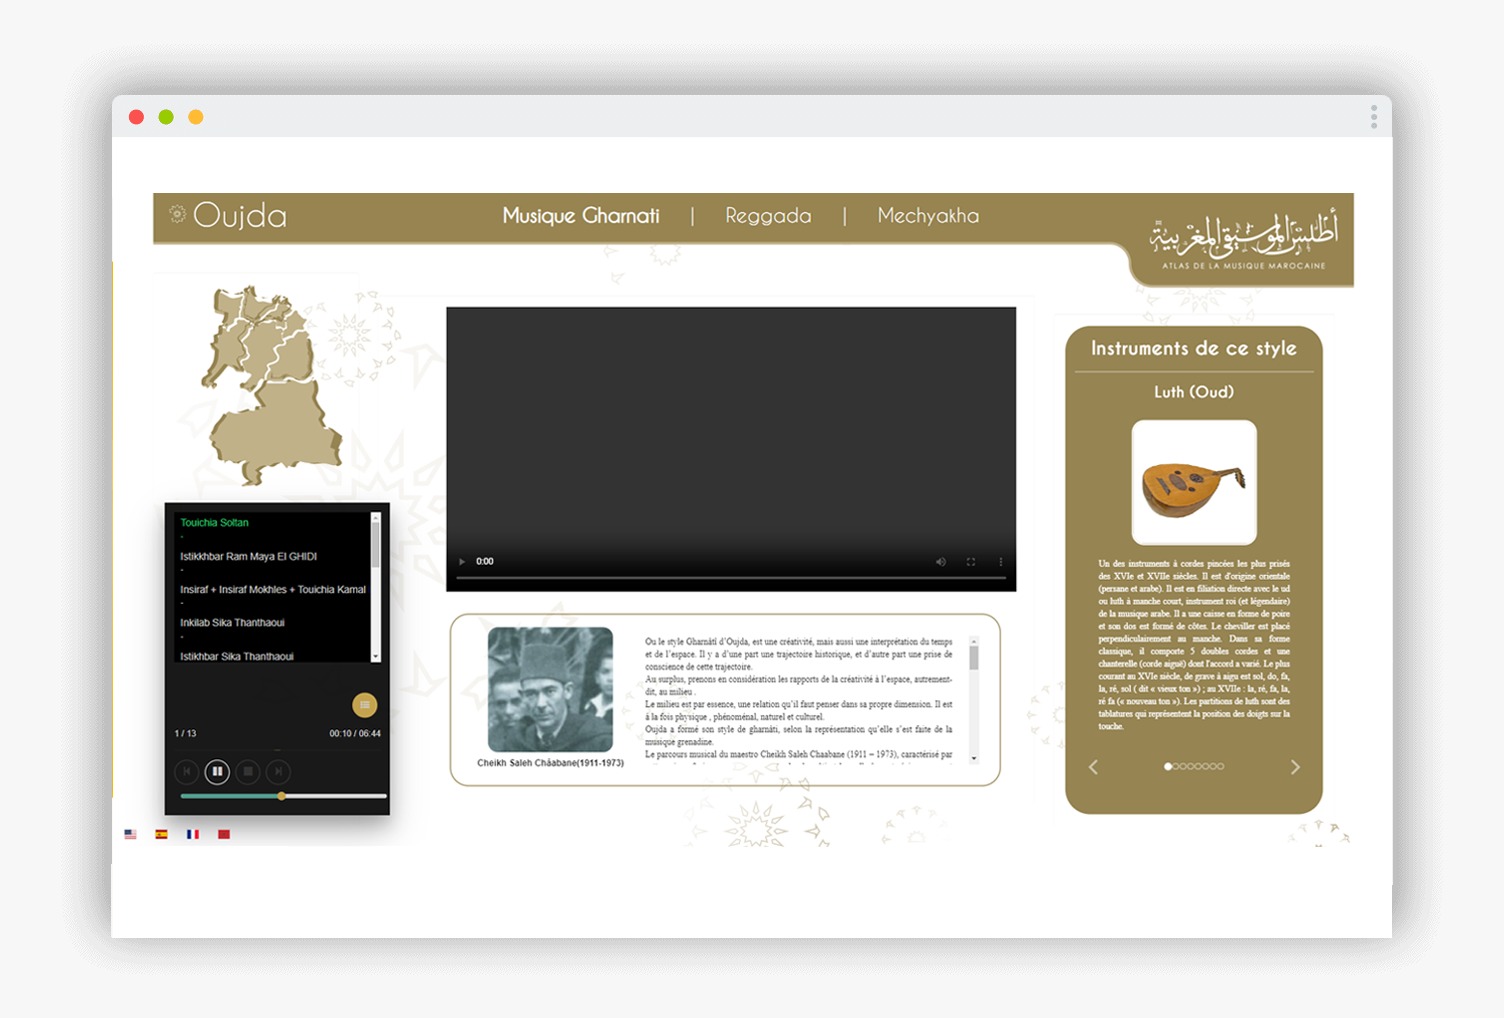 Oujda
Musique Gharnati | Reggada | Mechyakha
أطلس الموسيقى المغربية
ATLAS DE LA MUSIQUE MAROCAINE
Touichia Soltan
-
Istikkhbar Ram Maya El GHIDI
-
Insiraf + Insiraf Mokhles + Touichia Kamal
-
Inkilab Sika Thanthaoui
-
Istikhbar Sika Thanthaoui
1 / 13
00:10 / 06:44
0:00
Cheikh Saleh Châabane(1911-1973)
Ou le style Gharnâtî d’Oujda, est une créativité, mais aussi une interprétation du temps
et de l’espace. Il y a d’une part une trajectoire historique, et d’autre part une prise de
conscience de cette trajectoire.
Au surplus, prenons en considération les rapports de la créativité à l’espace, autrement-
dit, au milieu .
Le milieu est par essence, une relation qu’il faut penser dans sa propre dimension. Il est
à la fois physique , phénoménal, naturel et culturel.
Oujda a formé son style de gharnâti, selon la représentation qu’elle s’est faite de la
musique grenadine.
Le parcours musical du maestro Cheikh Saleh Chaabane (1911 – 1973), caractérisé par
Instruments de ce style
Luth (Oud)
Un des instruments à cordes pincées les plus prisés
des XVIe et XVIIe siècles. Il est d'origine orientale
(persane et arabe). Il est en filiation directe avec le ud
ou luth à manche court, instrument roi (et légendaire)
de la musique arabe. Il a une caisse en forme de poire
et son dos est formé de côtes. Le cheviller est placé
perpendiculairement au manche. Dans sa forme
classique, il comporte 5 doubles cordes et une
chanterelle (corde aiguë) dont l'accord a varié. Le plus
courant au XVIe siècle, de grave à aigu est sol, do, fa,
la, ré, sol ( dit « vieux ton ») ; au XVIIe : la, ré, fa, la,
ré fa (« nouveau ton »). Les partitions de luth sont des
tablatures qui représentent la position des doigts sur la
touche.